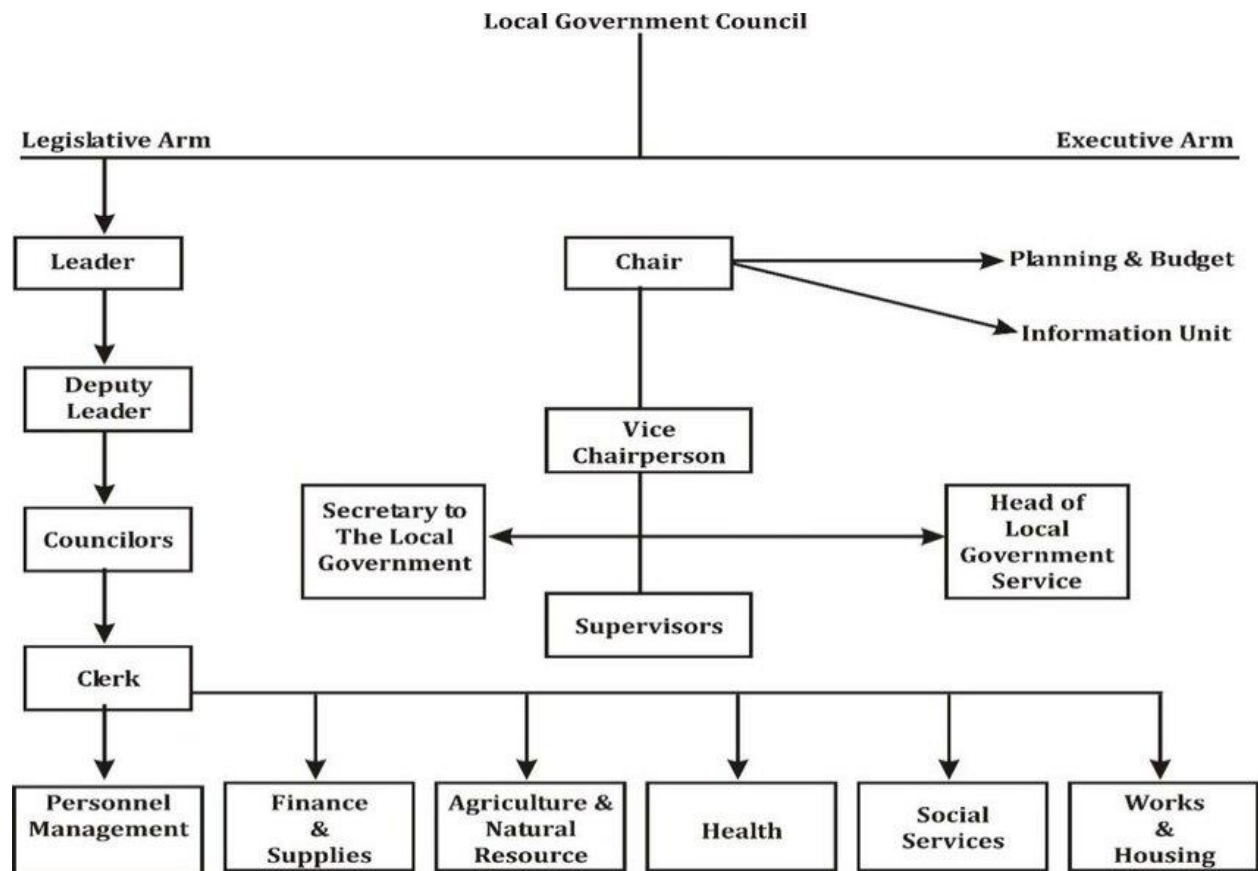 Local Government Council
Legislative Arm
Executive Arm
Leader
Chair
Planning & Budget
Information Unit
Deputy
Leader
Vice
Chairperson
Councilors
Secretary to
The Local
Government
Head of
Local
Government
Service
Supervisors
Clerk
Personnel
Management
Finance
&
Supplies
Agriculture &
Natural
Resource
Health
Social
Services
Works
&
Housing